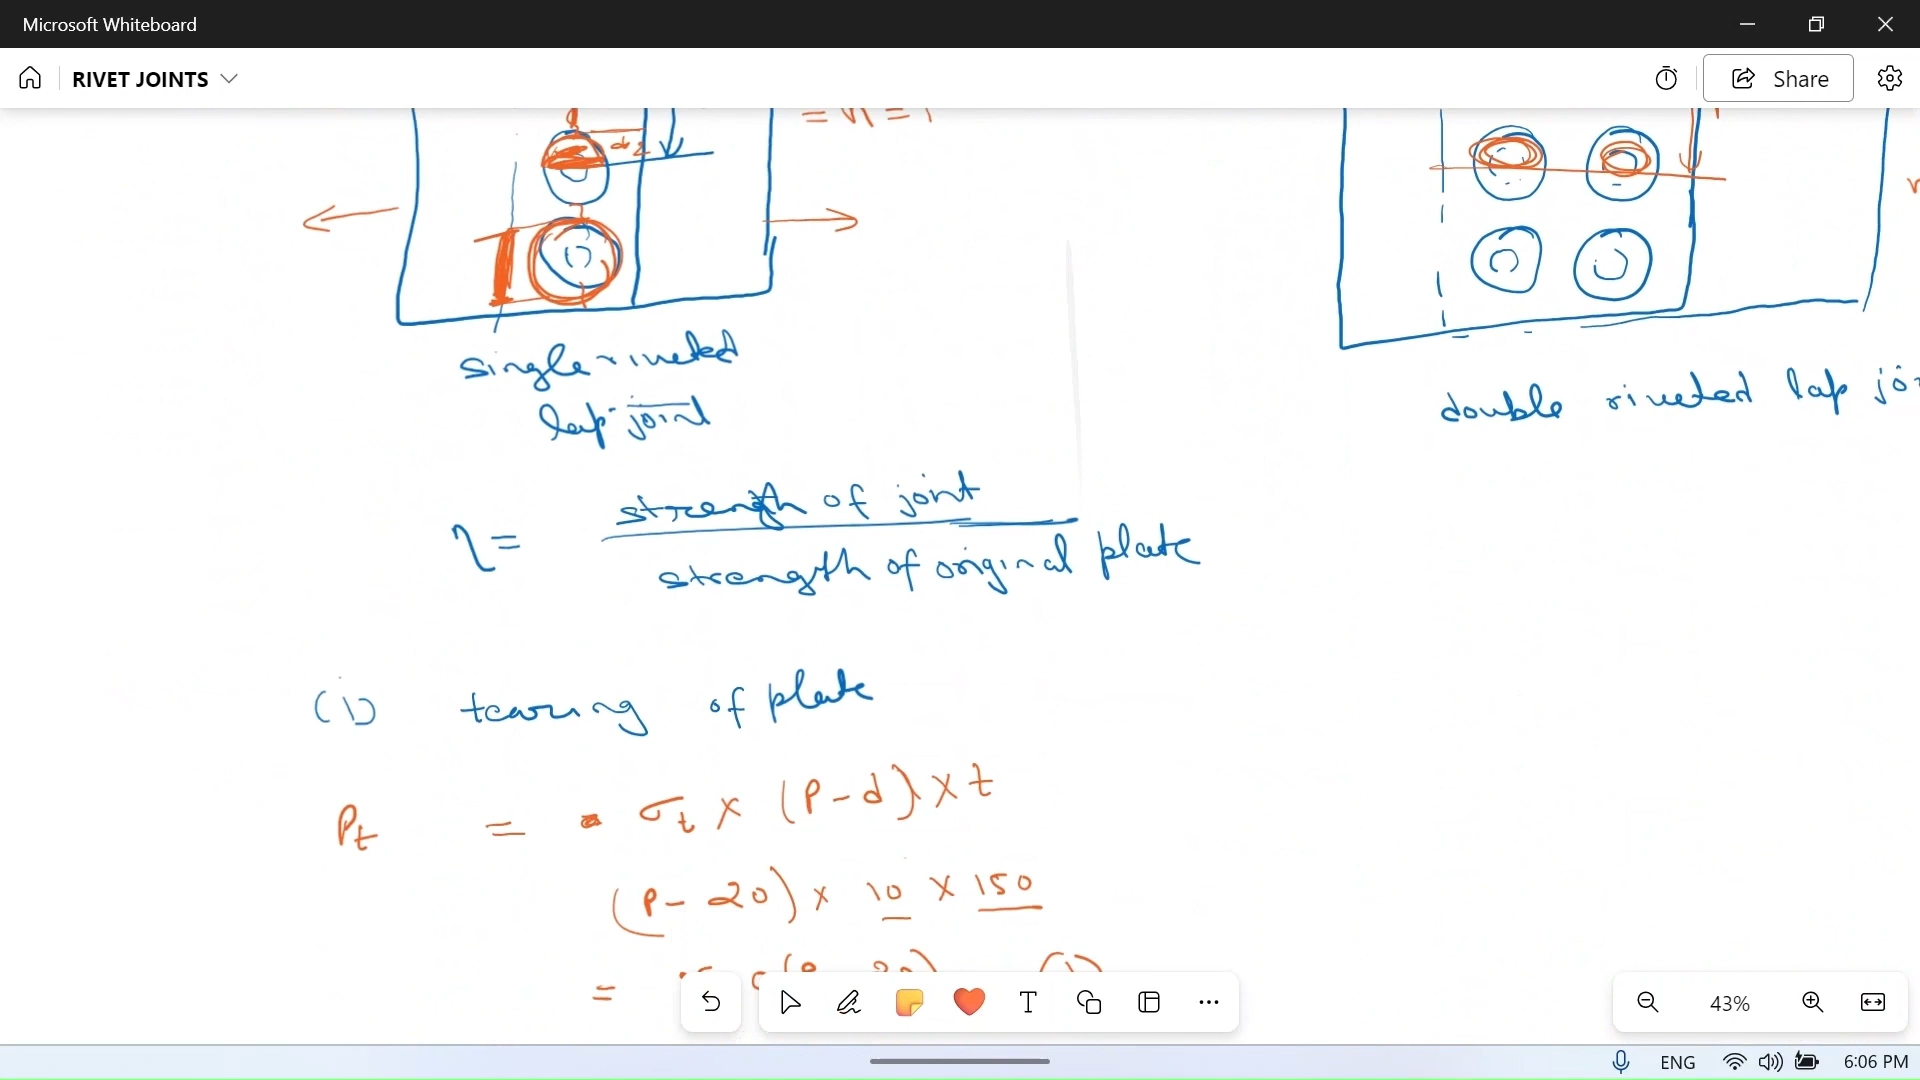 Microsoft Whiteboard
RIVET JOINTS
Share
= n = 1
single riveted
lap joint
double riveted lap
η = strength of joint
strength of original plate
(i) tearing of plate
Pt = σt × (P-d) × t
(P- 20) × 10 × 150
=
T
43%
ENG
6:06 PM